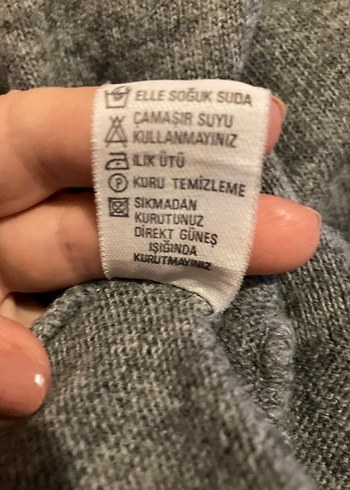 ELLE SOĞUK SUDA
ÇAMAŞIR SUYU
KULLANMAYINIZ
ILIK ÜTÜ
P KURU TEMİZLEME
SIKMADAN
KURUTUNUZ
DİREKT GÜNEŞ
IŞIĞINDA
KURUTMAYINIZ